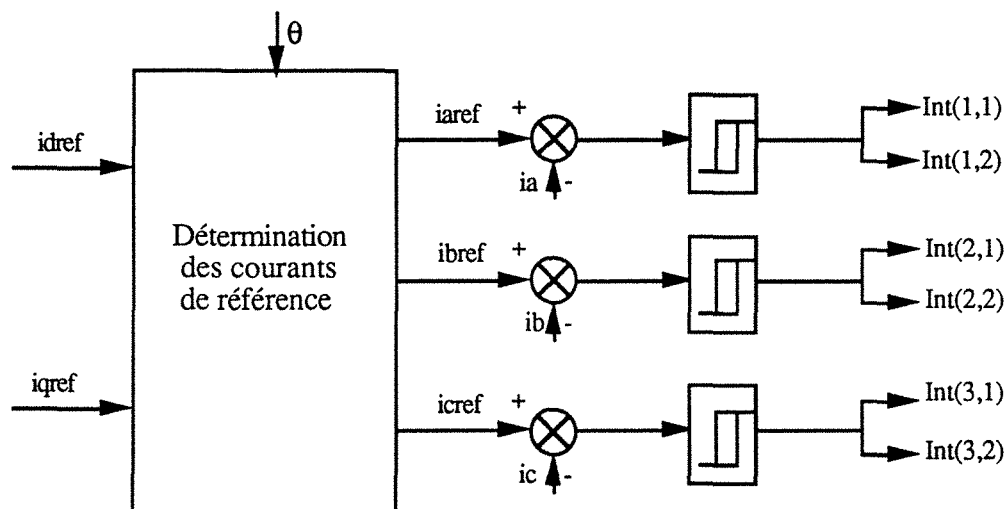 θ
idref
iaref
+
ia
-
Int(1,1)
Int(1,2)
Détermination
des courants
de référence
ibref
+
ib
-
Int(2,1)
Int(2,2)
iqref
icref
+
ic
-
Int(3,1)
Int(3,2)